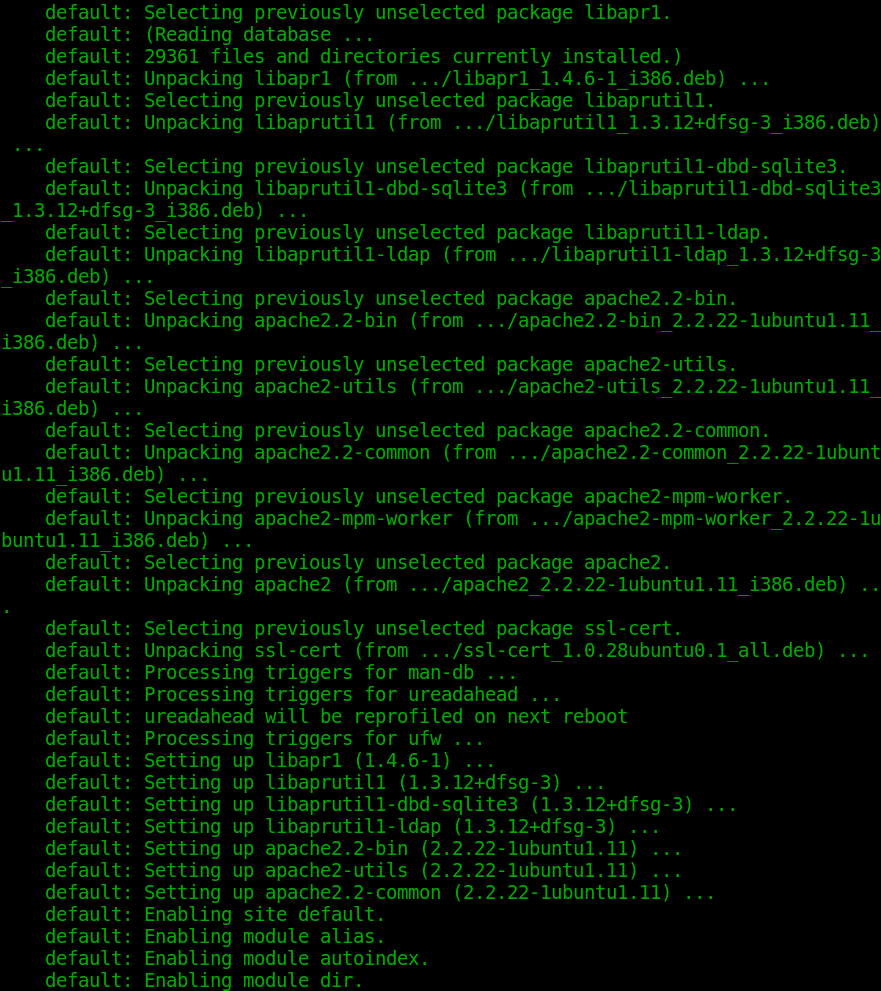 default: Selecting previously unselected package libapr1.
default: (Reading database ...
default: 29361 files and directories currently installed.)
default: Unpacking libapr1 (from .../libapr1_1.4.6-1_i386.deb) ...
default: Selecting previously unselected package libaprutil1.
default: Unpacking libaprutil1 (from .../libaprutil1_1.3.12+dfsg-3_i386.deb)
...
default: Selecting previously unselected package libaprutil1-dbd-sqlite3.
default: Unpacking libaprutil1-dbd-sqlite3 (from .../libaprutil1-dbd-sqlite3
_1.3.12+dfsg-3_i386.deb) ...
default: Selecting previously unselected package libaprutil1-ldap.
default: Unpacking libaprutil1-ldap (from .../libaprutil1-ldap_1.3.12+dfsg-3
_i386.deb) ...
default: Selecting previously unselected package apache2.2-bin.
default: Unpacking apache2.2-bin (from .../apache2.2-bin_2.2.22-1ubuntu1.11_
i386.deb) ...
default: Selecting previously unselected package apache2-utils.
default: Unpacking apache2-utils (from .../apache2-utils_2.2.22-1ubuntu1.11_
i386.deb) ...
default: Selecting previously unselected package apache2.2-common.
default: Unpacking apache2.2-common (from .../apache2.2-common_2.2.22-1ubunt
u1.11_i386.deb) ...
default: Selecting previously unselected package apache2-mpm-worker.
default: Unpacking apache2-mpm-worker (from .../apache2-mpm-worker_2.2.22-1u
buntu1.11_i386.deb) ...
default: Selecting previously unselected package apache2.
default: Unpacking apache2 (from .../apache2_2.2.22-1ubuntu1.11_i386.deb) ..
.
default: Selecting previously unselected package ssl-cert.
default: Unpacking ssl-cert (from .../ssl-cert_1.0.28ubuntu0.1_all.deb) ...
default: Processing triggers for man-db ...
default: Processing triggers for ureadahead ...
default: ureadahead will be reprofiled on next reboot
default: Processing triggers for ufw ...
default: Setting up libapr1 (1.4.6-1) ...
default: Setting up libaprutil1 (1.3.12+dfsg-3) ...
default: Setting up libaprutil1-dbd-sqlite3 (1.3.12+dfsg-3) ...
default: Setting up libaprutil1-ldap (1.3.12+dfsg-3) ...
default: Setting up apache2.2-bin (2.2.22-1ubuntu1.11) ...
default: Setting up apache2-utils (2.2.22-1ubuntu1.11) ...
default: Setting up apache2.2-common (2.2.22-1ubuntu1.11) ...
default: Enabling site default.
default: Enabling module alias.
default: Enabling module autoindex.
default: Enabling module dir.